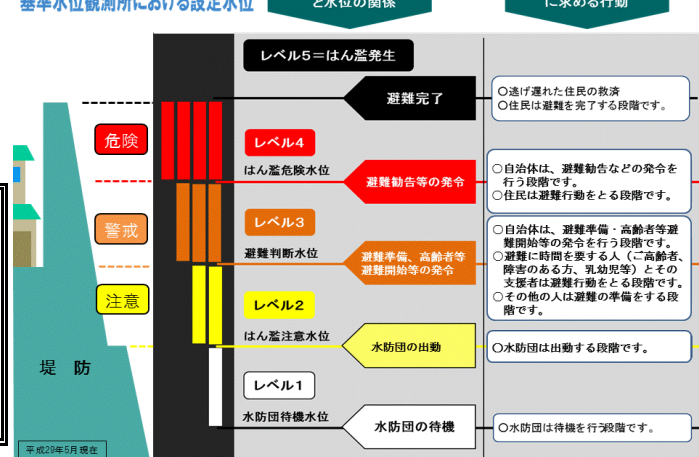 基準水位観測所における設定水位
と水位の関係
に求める行動
レベル5＝はん濫発生
避難完了
○逃げ遅れた住民の救済
○住民は避難を完了する段階です。
危険
レベル4
はん濫危険水位
避難勧告等の発令
○自治体は、避難勧告などの発令を
行う段階です。
○住民は避難行動をとる段階です。
警戒
レベル3
避難判断水位
避難準備、高齢者等
避難開始等の発令
○自治体は、避難準備・高齢者等避
難開始等の発令を行う段階です。
○避難に時間を要する人（ご高齢者、
障害のある方、乳幼児等）とその
支援者は避難行動をとる段階です。
○その他の人は避難の準備をする段
階です。
注意
レベル2
はん濫注意水位
水防団の出動
○水防団は出動する段階です。
堤　防
レベル1
水防団待機水位
水防団の待機
○水防団は待機を行う段階です。
平成29年5月現在